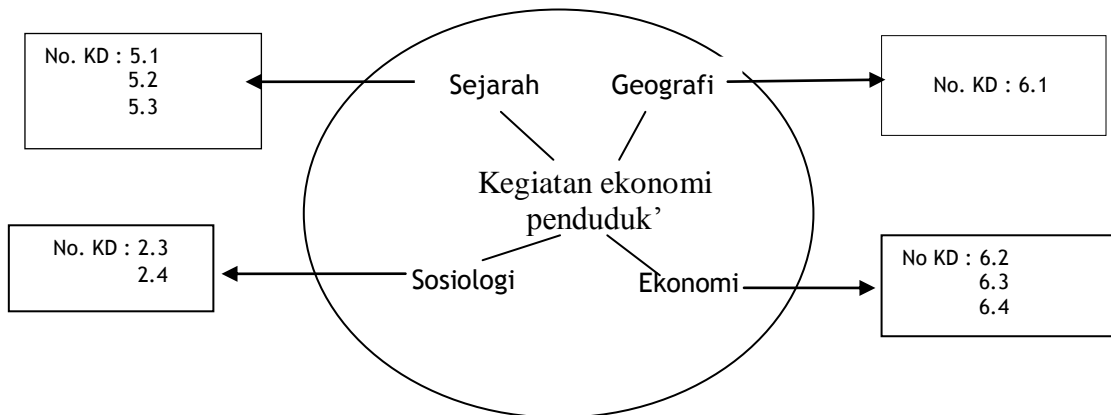 No. KD : 5.1
5.2
5.3
Sejarah
Geografi
No. KD : 6.1
Kegiatan ekonomi
penduduk’
No. KD : 2.3
2.4
Sosiologi
Ekonomi
No KD : 6.2
6.3
6.4